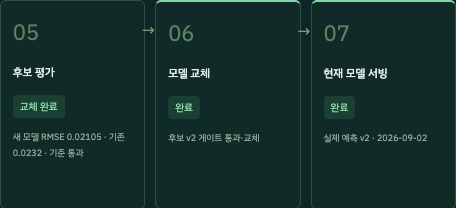 05
후보 평가
교체 완료
새 모델 RMSE 0.02105 · 기존
0.0232 · 기준 통과
06
모델 교체
완료
후보 v2 게이트 통과·교체
07
현재 모델 서빙
완료
실제 예측 v2 · 2026-09-02